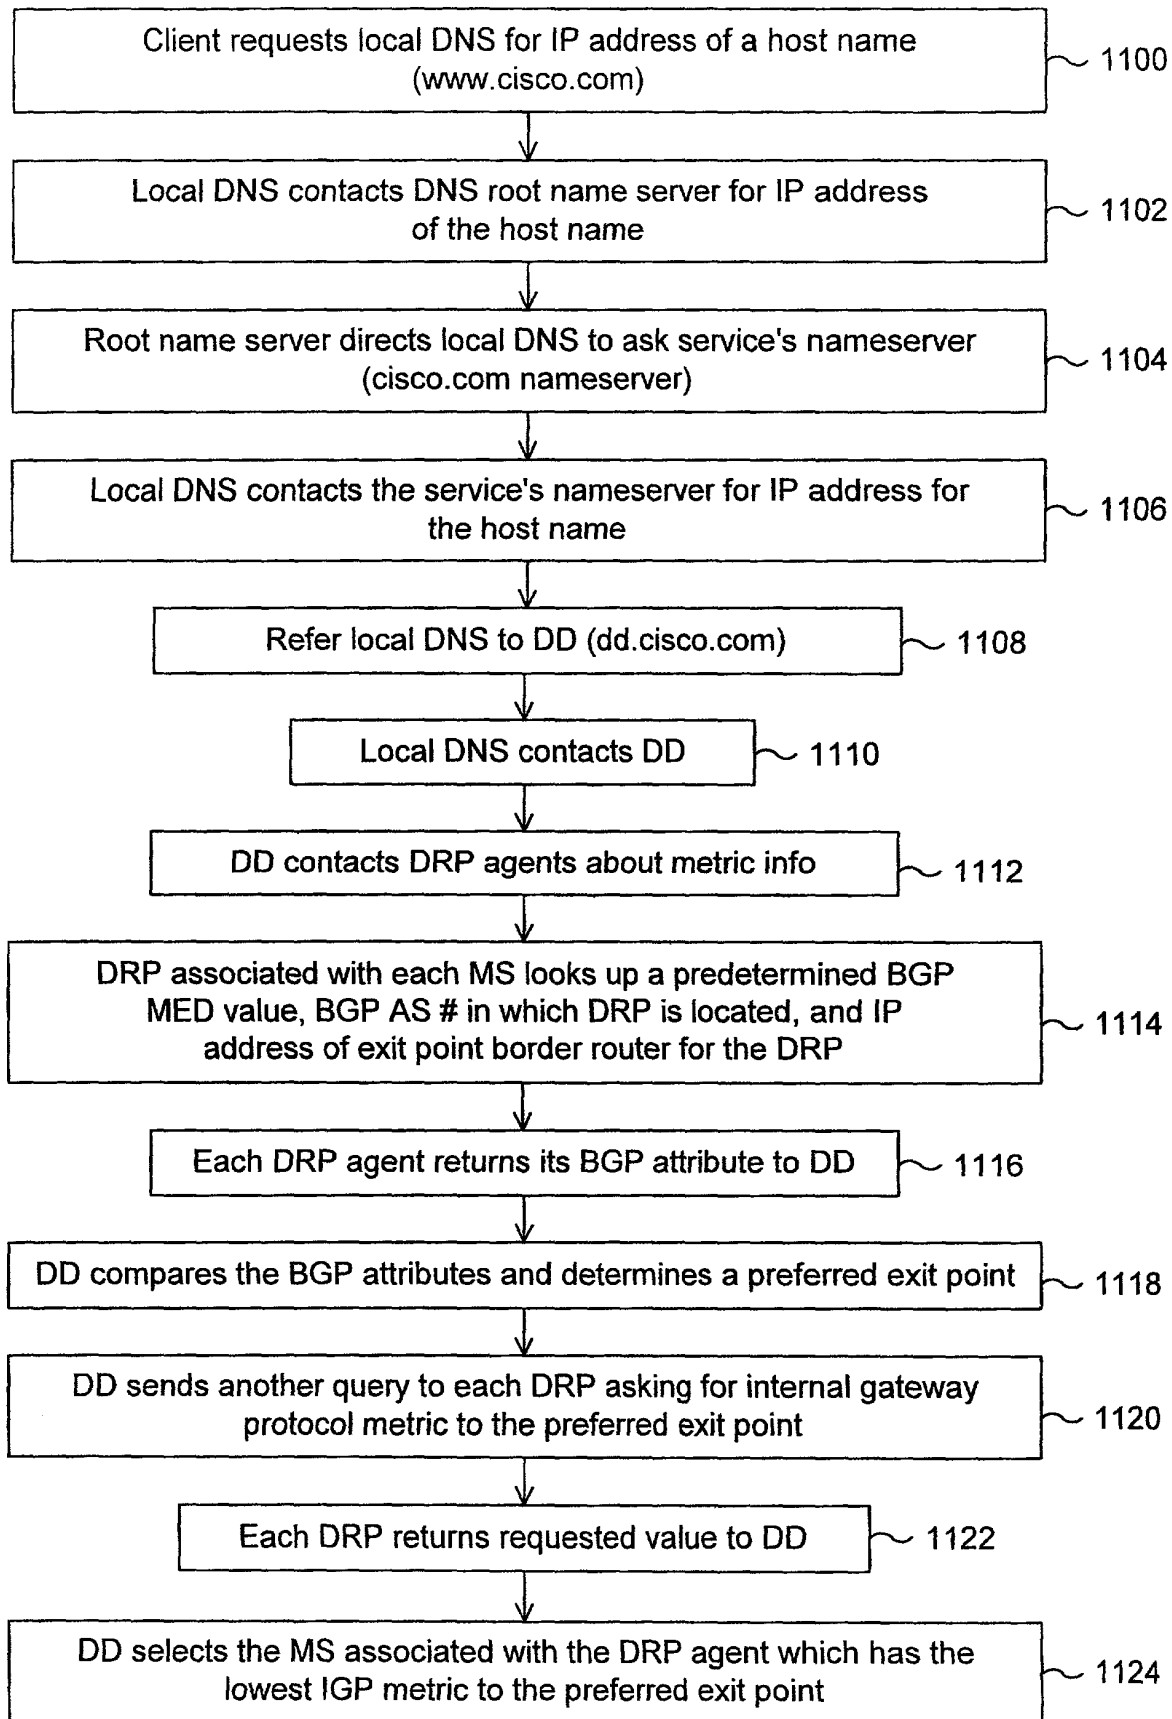 Client requests local DNS for IP address of a host name
(www.cisco.com)
1100
Local DNS contacts DNS root name server for IP address
of the host name
1102
Root name server directs local DNS to ask service's nameserver
(cisco.com nameserver)
1104
Local DNS contacts the service's nameserver for IP address for
the host name
1106
Refer local DNS to DD (dd.cisco.com)
1108
Local DNS contacts DD
1110
DD contacts DRP agents about metric info
1112
DRP associated with each MS looks up a predetermined BGP
MED value, BGP AS # in which DRP is located, and IP
address of exit point border router for the DRP
1114
Each DRP agent returns its BGP attribute to DD
1116
DD compares the BGP attributes and determines a preferred exit point
1118
DD sends another query to each DRP asking for internal gateway
protocol metric to the preferred exit point
1120
Each DRP returns requested value to DD
1122
DD selects the MS associated with the DRP agent which has the
lowest IGP metric to the preferred exit point
1124